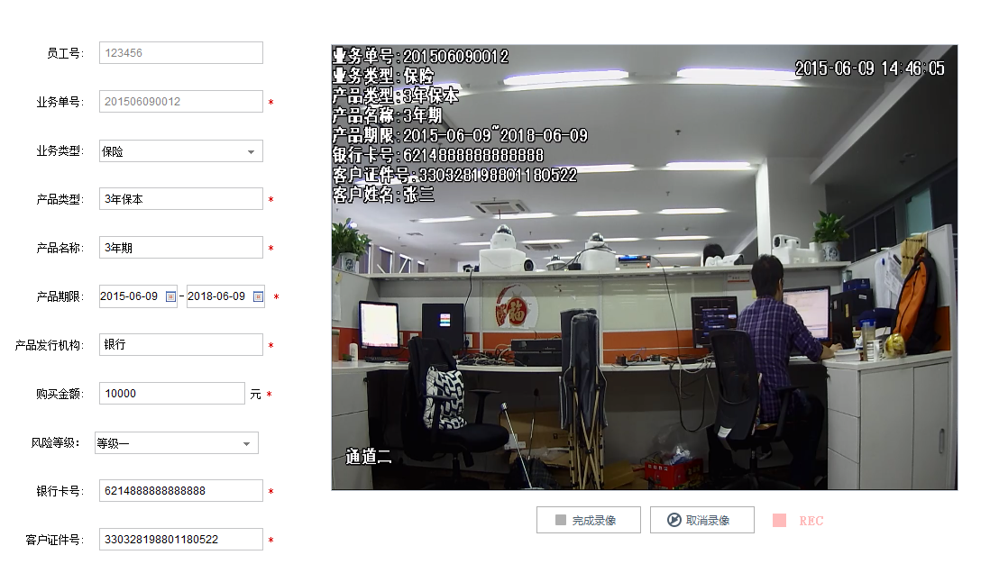 员工号: 123456
业务单号: 201506090012 *
业务类型: 保险
产品类型: 3年保本 *
产品名称: 3年期 *
产品期限: 2015-06-09 - 2018-06-09 *
产品发行机构: 银行 *
购买金额: 10000 元 *
风险等级: 等级一
银行卡号: 6214888888888888 *
客户证件号: 330328198801180522 *
业务单号:201506090012
2015-06-09 14:46:05
业务类型:保险
产品类型:3年保本
产品名称:3年期
产品期限:2015-06-09~2018-06-09
银行卡号:6214888888888888
客户证件号:330328198801180522
客户姓名:张三
福
通道二
完成录像
取消录像
REC